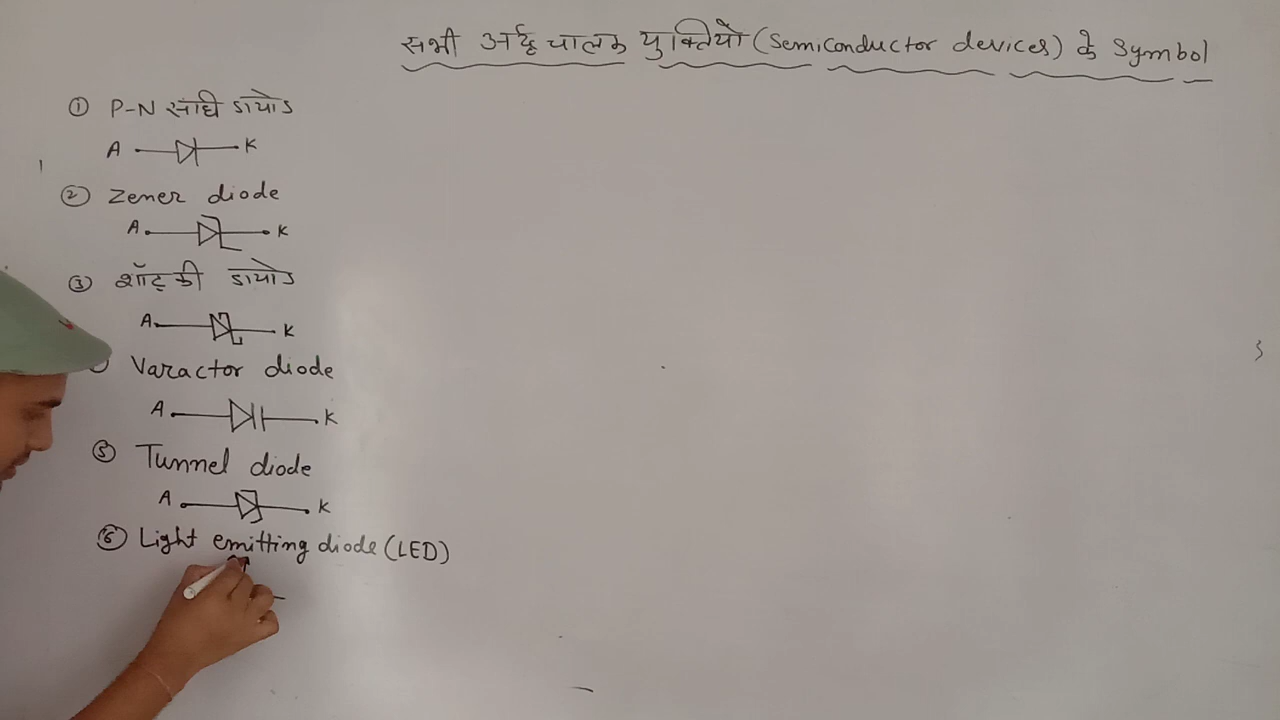 सभी अर्द्ध चालक युक्तियों (Semiconductor devices) के Symbol
① P-N संधि डायोड
A K
② Zener diode
A K
③ शॉट्की डायोड
A K
Varactor diode
A K
⑤ Tunnel diode
A K
⑥ Light emitting diode (LED)